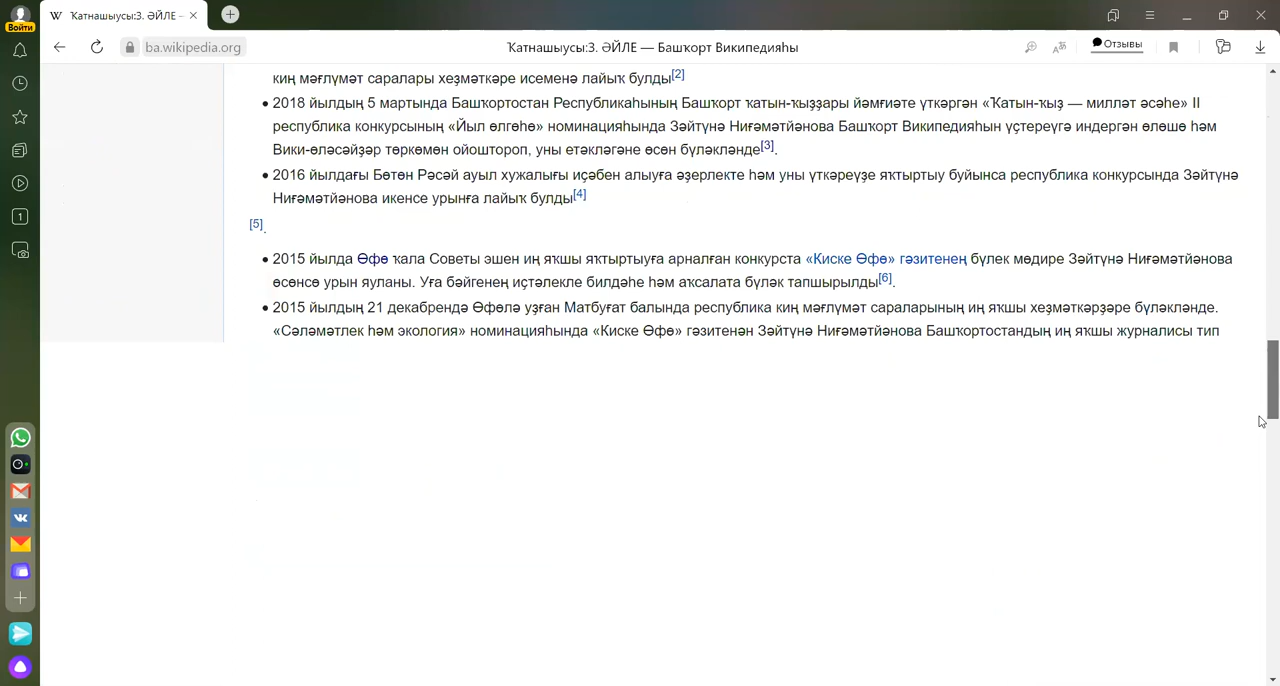 Ҡатнашыусы:З. ӘЙЛЕ –
Войти
ba.wikipedia.org
Ҡатнашыусы:З. ӘЙЛЕ — Башҡорт Википедияһы
Отзывы
киң мәғлүмәт саралары хеҙмәткәре исеменә лайыҡ булды[2]
2018 йылдың 5 мартында Башҡортостан Республикаһының Башҡорт ҡатын-ҡыҙҙары йәмғиәте үткәргән «Ҡатын-ҡыҙ — милләт әсәһе» II
республика конкурсының «Йыл өлгөһө» номинацияһында Зәйтүнә Ниғәмәтйәнова Башҡорт Википедияһын үҫтереүгә индергән өлөшө һәм
Вики-өләсәйҙәр төркөмөн ойоштороп, уны етәкләгәне өсөн бүләкләнде[3].
2016 йылдағы Бөтөн Рәсәй ауыл хужалығы иҫәбен алыуға әҙерлекте һәм уны үткәреүҙе яҡтыртыу буйынса республика конкурсында Зәйтүнә
Ниғәмәтйәнова икенсе урынға лайыҡ булды[4]
[5].
2015 йылда Өфө ҡала Советы эшен иң яҡшы яҡтыртыуға арналған конкурста «Киске Өфө» гәзитенең бүлек мөдире Зәйтүнә Ниғәмәтйәнова
өсөнсө урын яуланы. Уға бәйгенең иҫтәлекле билдәһе һәм аҡсалата бүләк тапшырылды[6].
2015 йылдың 21 декабрендә Өфөлә уҙған Матбуғат балында республика киң мәғлүмәт сараларының иң яҡшы хеҙмәткәрҙәре бүләкләнде.
«Сәләмәтлек һәм экология» номинацияһында «Киске Өфө» гәзитенән Зәйтүнә Ниғәмәтйәнова Башҡортостандың иң яҡшы журналисы тип